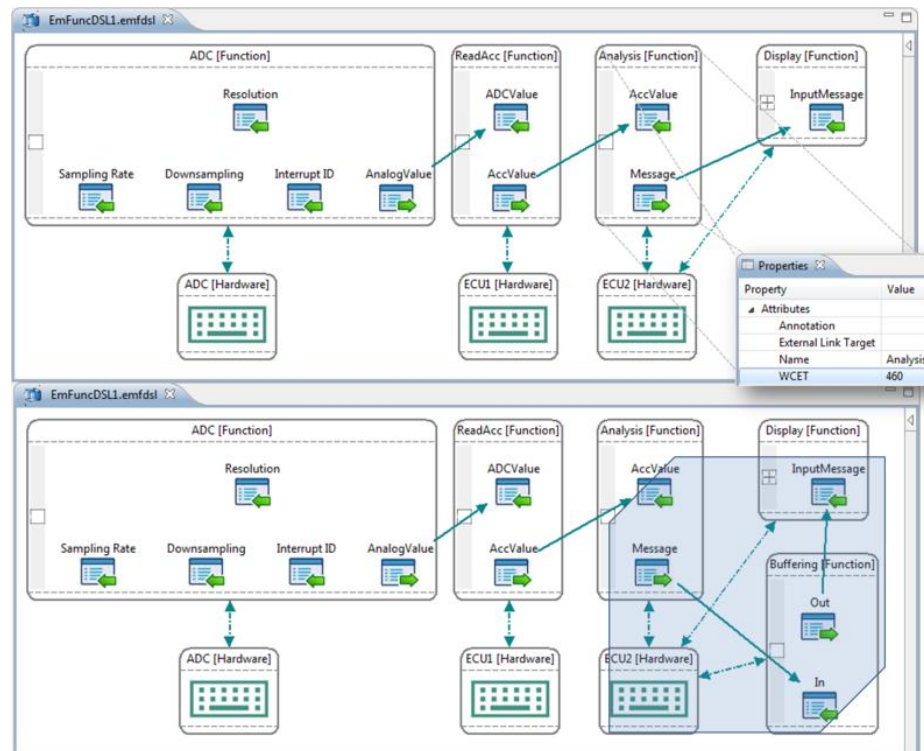 EmFuncDSL1.emfdsl
ADC [Function]
ReadAcc [Function]
Analysis [Function]
Display [Function]
Resolution
ADCValue
AccValue
InputMessage
Sampling Rate
Downsampling
Interrupt ID
AnalogValue
AccValue
Message
ADC [Hardware]
ECU1 [Hardware]
ECU2 [Hardware]
Properties
Property Value
Attributes
Annotation
External Link Target
Name Analysis
WCET 460
EmFuncDSL1.emfdsl
ADC [Function]
ReadAcc [Function]
Analysis [Function]
Display [Function]
Resolution
ADCValue
AccValue
InputMessage
Sampling Rate
Downsampling
Interrupt ID
AnalogValue
AccValue
Message
Buffering [Function]
Out
ADC [Hardware]
ECU1 [Hardware]
ECU2 [Hardware]
In